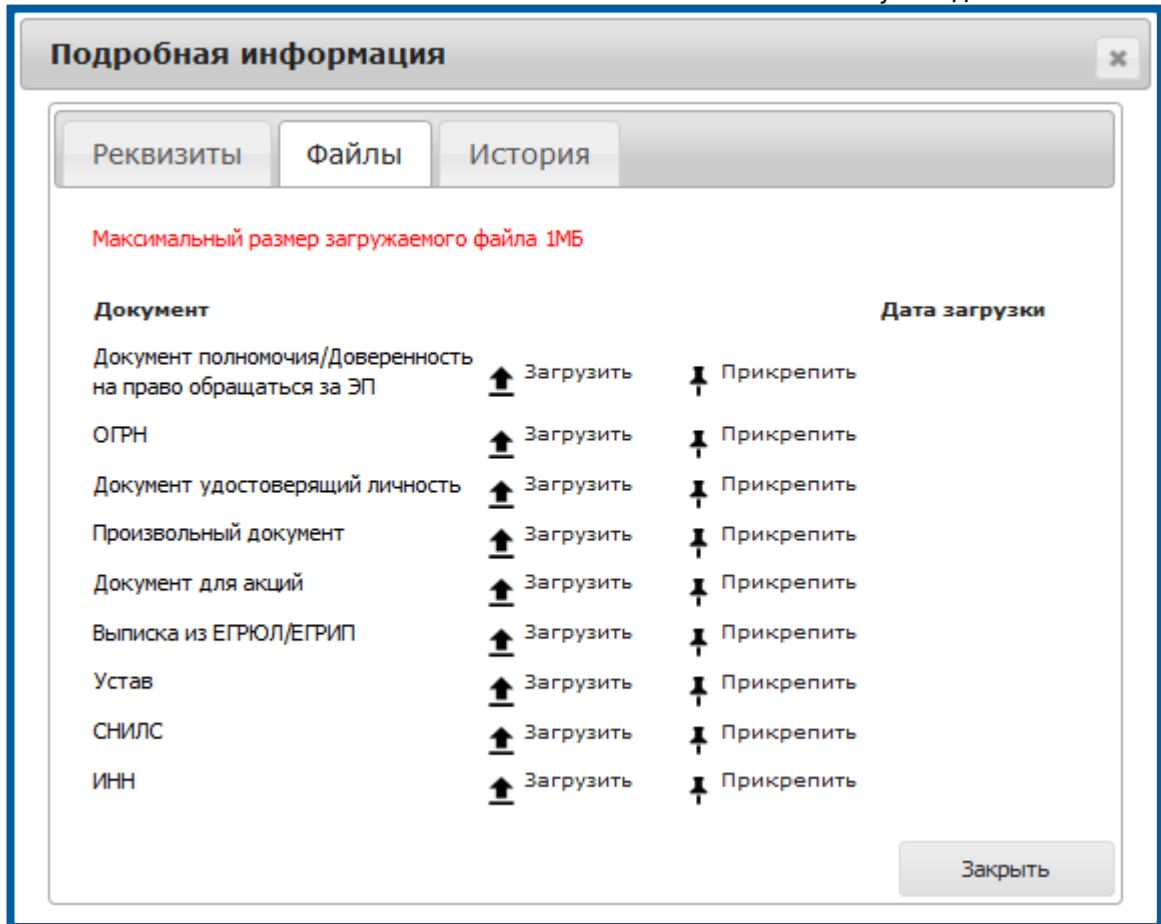 Подробная информация
Реквизиты Файлы История
Максимальный размер загружаемого файла 1МБ
Документ Дата загрузки
Документ полномочия/Доверенность
на право обращаться за ЭП Загрузить Прикрепить
ОГРН Загрузить Прикрепить
Документ удостоверящий личность Загрузить Прикрепить
Произвольный документ Загрузить Прикрепить
Документ для акций Загрузить Прикрепить
Выписка из ЕГРЮЛ/ЕГРИП Загрузить Прикрепить
Устав Загрузить Прикрепить
СНИЛС Загрузить Прикрепить
ИНН Загрузить Прикрепить
Закрыть